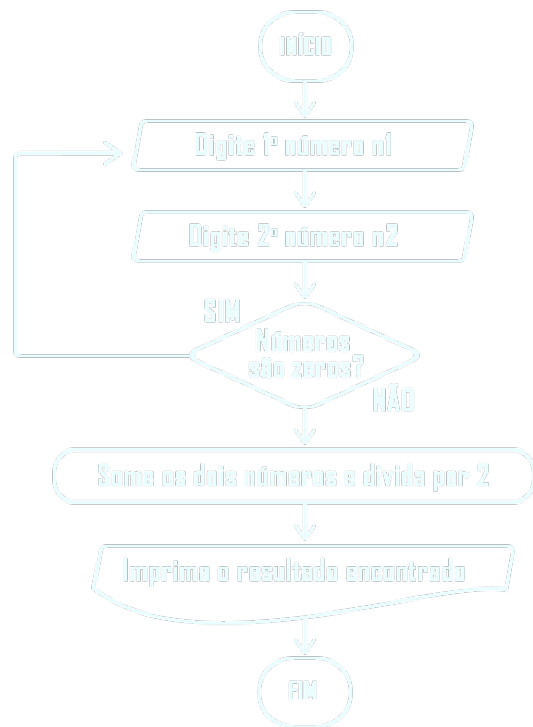 INÍCIO
Digite 1º número n1
Digite 2º número n2
SIM
Números
são zeros?
NÃO
Some os dois números e divida por 2
Imprima o resultado encontrado
FIM